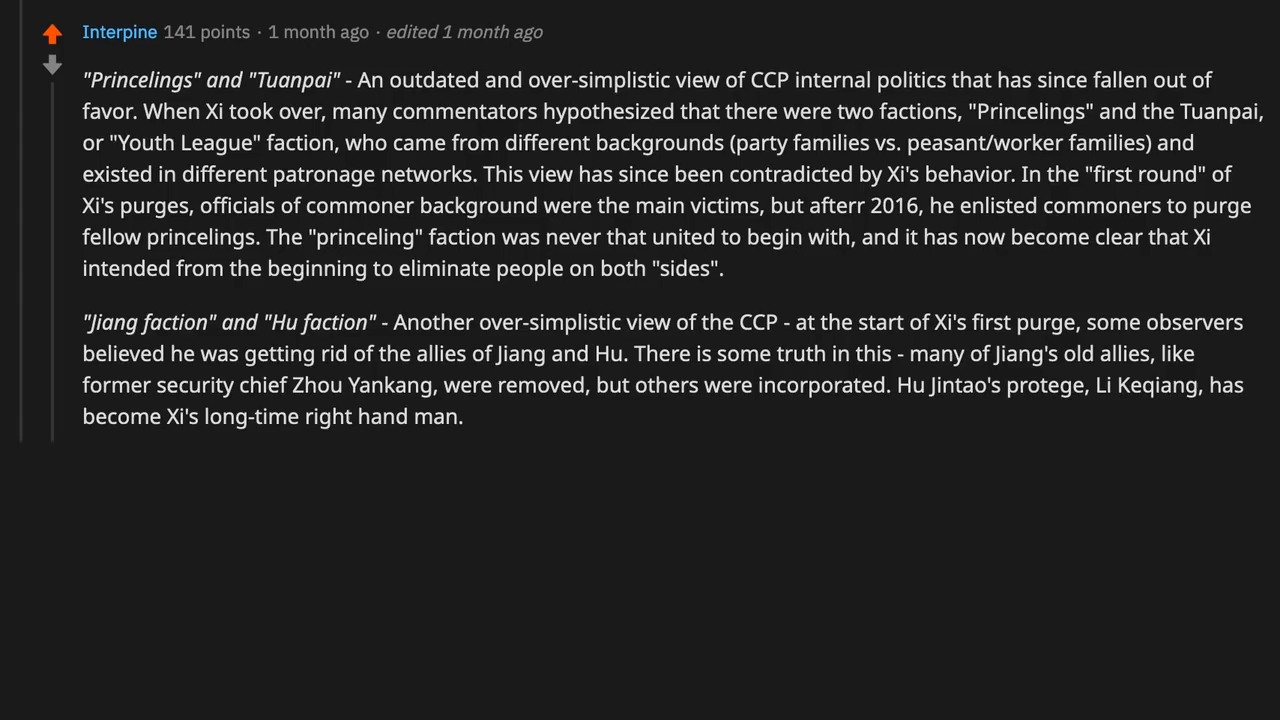 Interpine 141 points · 1 month ago · edited 1 month ago
"Princelings" and "Tuanpai" - An outdated and over-simplistic view of CCP internal politics that has since fallen out of
favor. When Xi took over, many commentators hypothesized that there were two factions, "Princelings" and the Tuanpai,
or "Youth League" faction, who came from different backgrounds (party families vs. peasant/worker families) and
existed in different patronage networks. This view has since been contradicted by Xi's behavior. In the "first round" of
Xi's purges, officials of commoner background were the main victims, but afterr 2016, he enlisted commoners to purge
fellow princelings. The "princeling" faction was never that united to begin with, and it has now become clear that Xi
intended from the beginning to eliminate people on both "sides".
"Jiang faction" and "Hu faction" - Another over-simplistic view of the CCP - at the start of Xi's first purge, some observers
believed he was getting rid of the allies of Jiang and Hu. There is some truth in this - many of Jiang's old allies, like
former security chief Zhou Yankang, were removed, but others were incorporated. Hu Jintao's protege, Li Keqiang, has
become Xi's long-time right hand man.